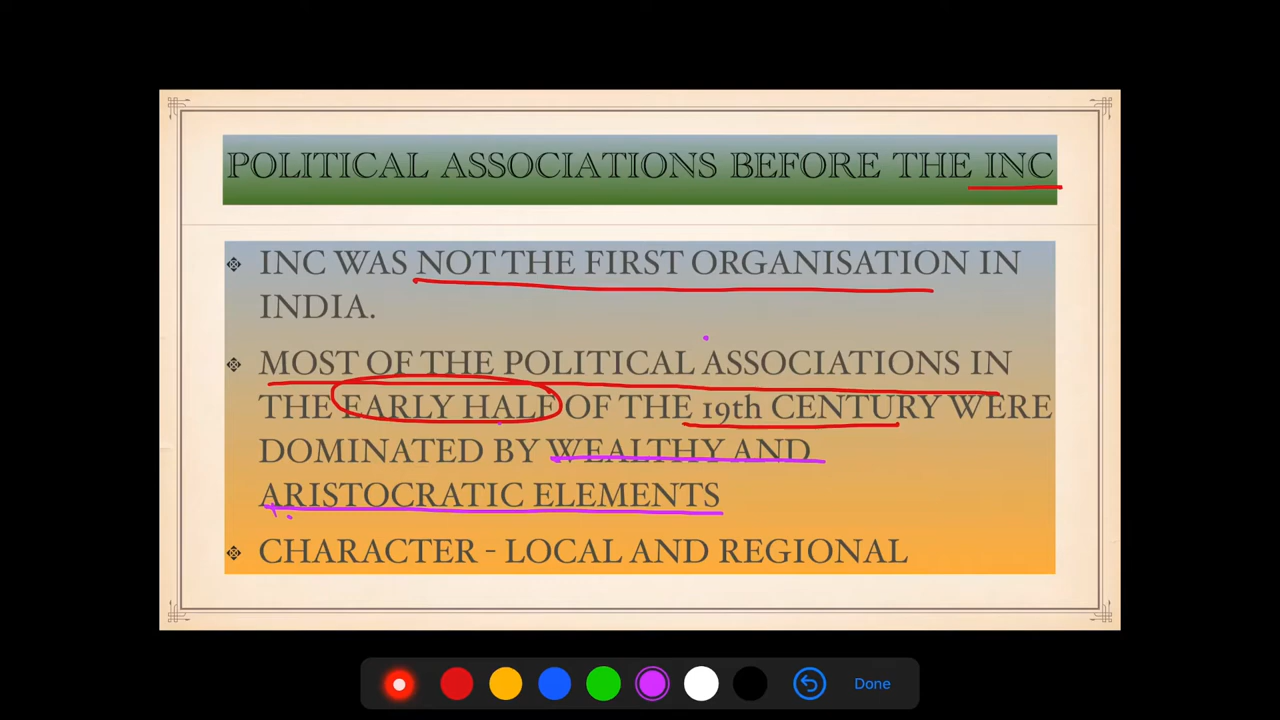 POLITICAL ASSOCIATIONS BEFORE THE INC
INC WAS NOT THE FIRST ORGANISATION IN
INDIA.
MOST OF THE POLITICAL ASSOCIATIONS IN
THE EARLY HALF OF THE 19th CENTURY WERE
DOMINATED BY WEALTHY AND
ARISTOCRATIC ELEMENTS
CHARACTER - LOCAL AND REGIONAL
Done